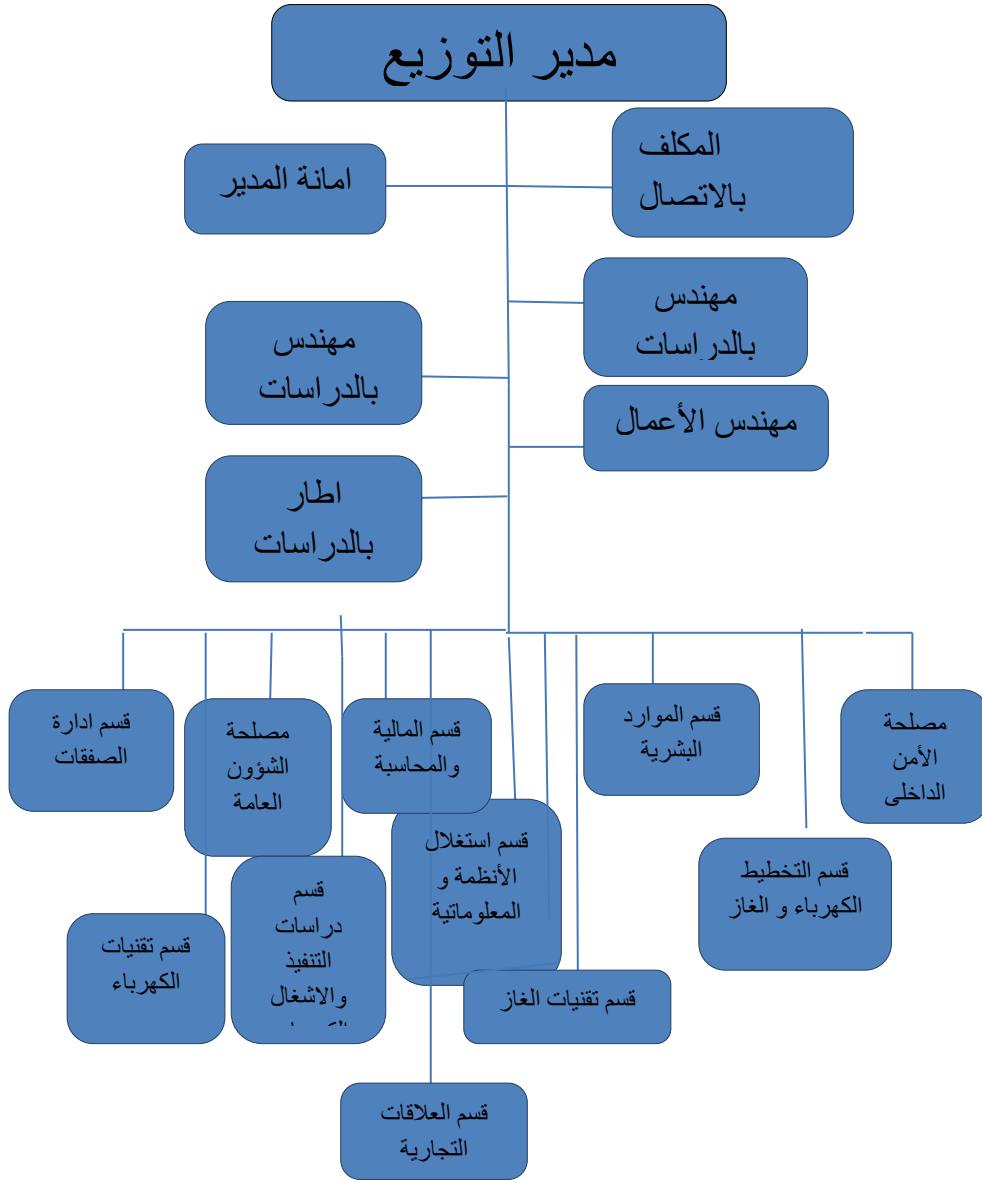 مدير التوزيع
المكلف
بالاتصال
امانة المدير
مهندس
بالدراسات
مهندس
بالدراسات
مهندس الأعمال
اطار
بالدراسات
مصلحة
الأمن
الداخلى
قسم الموارد
البشرية
قسم المالية
والمحاسبة
مصلحة
الشؤون
العامة
قسم ادارة
الصفقات
قسم التخطيط
الكهرباء و الغاز
قسم استغلال
الأنظمة و
المعلوماتية
قسم
دراسات
التنفيذ
والاشغال
قسم تقنيات
الكهرباء
قسم تقنيات الغاز
قسم العلاقات
التجارية